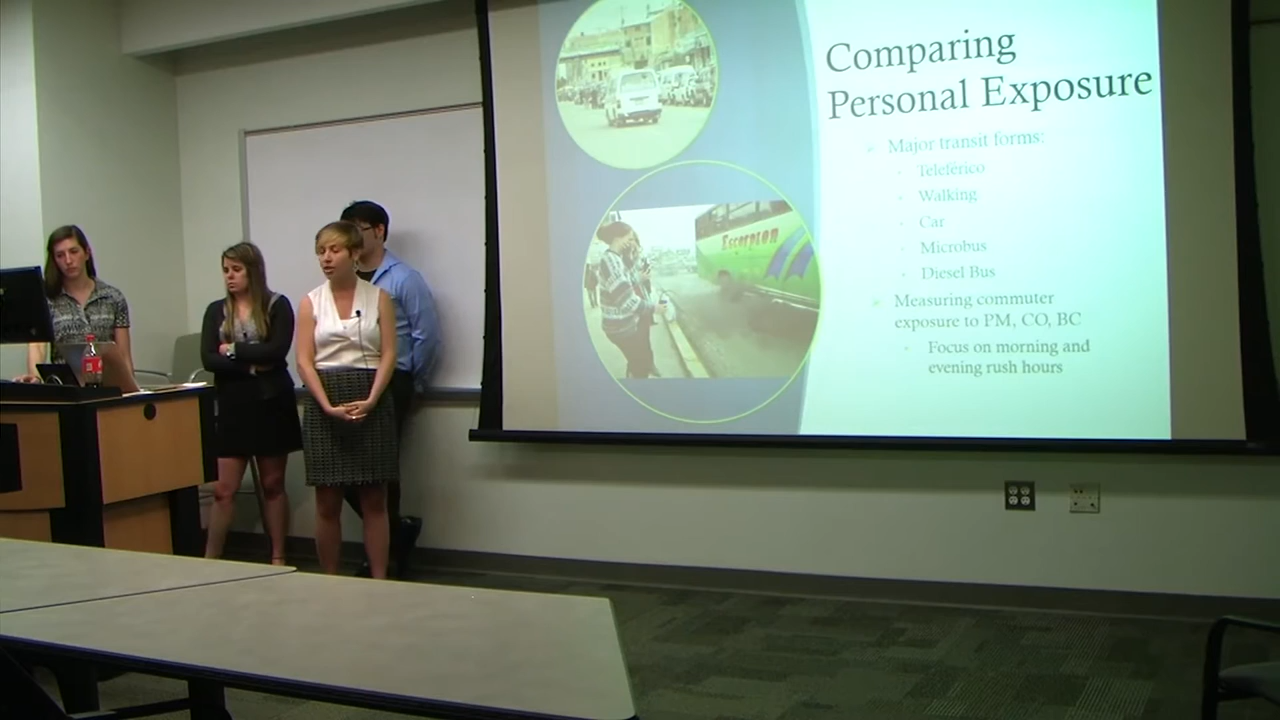 Comparing
Personal Exposure
Major transit forms:
Teleférico
Walking
Car
Microbus
Diesel Bus
Measuring commuter
exposure to PM, CO, BC
Focus on morning and
evening rush hours
Escorpion